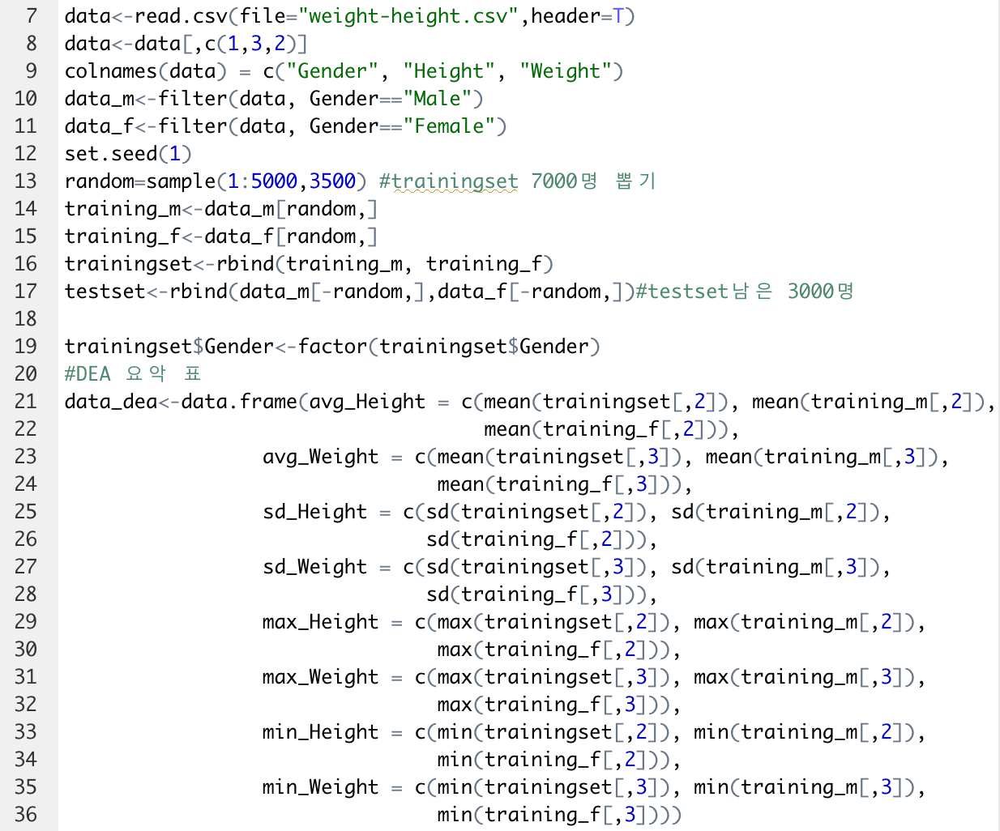 7 data<-read.csv(file="weight-height.csv",header=T)
8 data<-data[,c(1,3,2)]
9 colnames(data) = c("Gender", "Height", "Weight")
10 data_m<-filter(data, Gender=="Male")
11 data_f<-filter(data, Gender=="Female")
12 set.seed(1)
13 random=sample(1:5000,3500) #trainingset 7000명 뽑기
14 training_m<-data_m[random,]
15 training_f<-data_f[random,]
16 trainingset<-rbind(training_m, training_f)
17 testset<-rbind(data_m[-random,],data_f[-random,])#testset남은 3000명
18
19 trainingset$Gender<-factor(trainingset$Gender)
20 #DEA 요악 표
21 data_dea<-data.frame(avg_Height = c(mean(trainingset[,2]), mean(training_m[,2]),
22 mean(training_f[,2])),
23 avg_Weight = c(mean(trainingset[,3]), mean(training_m[,3]),
24 mean(training_f[,3])),
25 sd_Height = c(sd(trainingset[,2]), sd(training_m[,2]),
26 sd(training_f[,2])),
27 sd_Weight = c(sd(trainingset[,3]), sd(training_m[,3]),
28 sd(training_f[,3])),
29 max_Height = c(max(trainingset[,2]), max(training_m[,2]),
30 max(training_f[,2])),
31 max_Weight = c(max(trainingset[,3]), max(training_m[,3]),
32 max(training_f[,3])),
33 min_Height = c(min(trainingset[,2]), min(training_m[,2]),
34 min(training_f[,2])),
35 min_Weight = c(min(trainingset[,3]), min(training_m[,3]),
36 min(training_f[,3])))